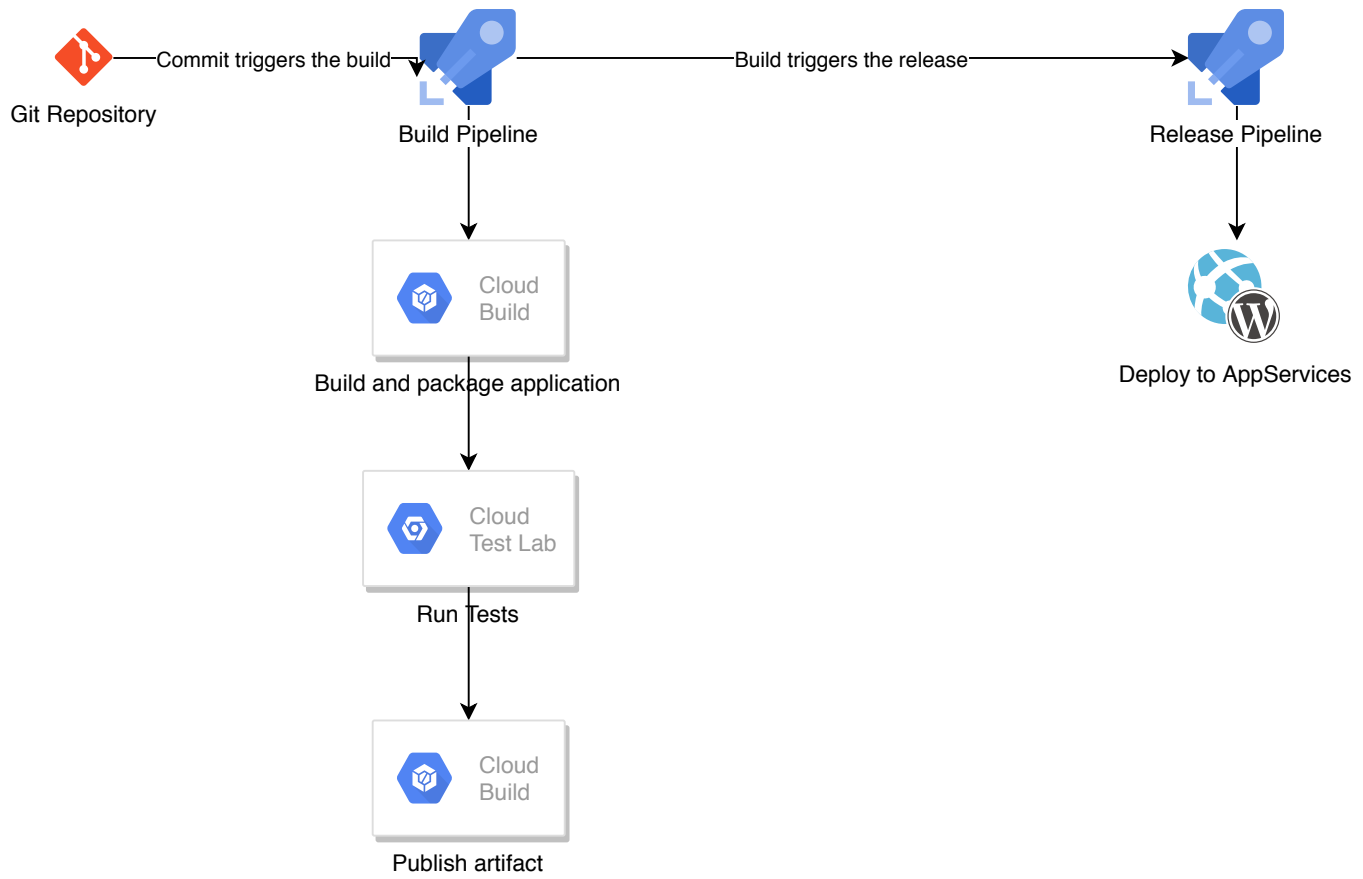 Commit triggers the build
Build triggers the release
Git Repository
Build Pipeline
Release Pipeline
Cloud
Build
Build and package application
Deploy to AppServices
Cloud
Test Lab
Run Tests
Cloud
Build
Publish artifact